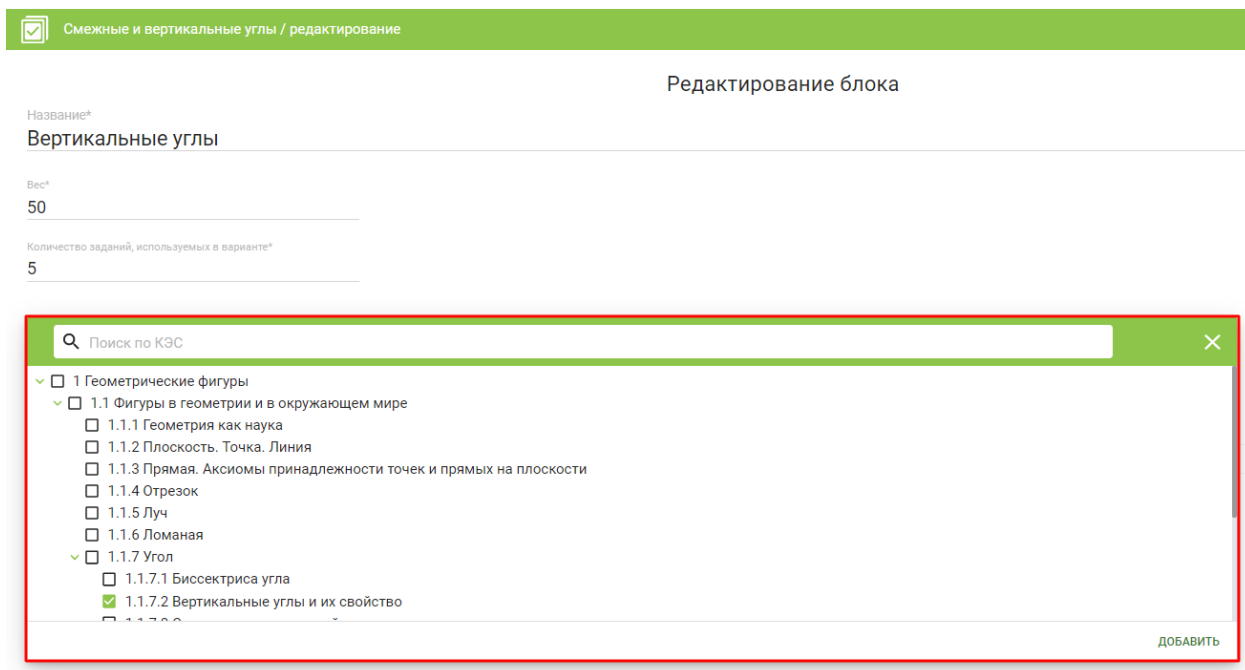 Смежные и вертикальные углы / редактирование
Редактирование блока
Название*
Вертикальные углы
Вес*
50
Количество заданий, используемых в варианте*
5
Поиск по КЭС
1 Геометрические фигуры
1.1 Фигуры в геометрии и в окружающем мире
1.1.1 Геометрия как наука
1.1.2 Плоскость. Точка. Линия
1.1.3 Прямая. Аксиомы принадлежности точек и прямых на плоскости
1.1.4 Отрезок
1.1.5 Луч
1.1.6 Ломаная
1.1.7 Угол
1.1.7.1 Биссектриса угла
1.1.7.2 Вертикальные углы и их свойство
ДОБАВИТЬ